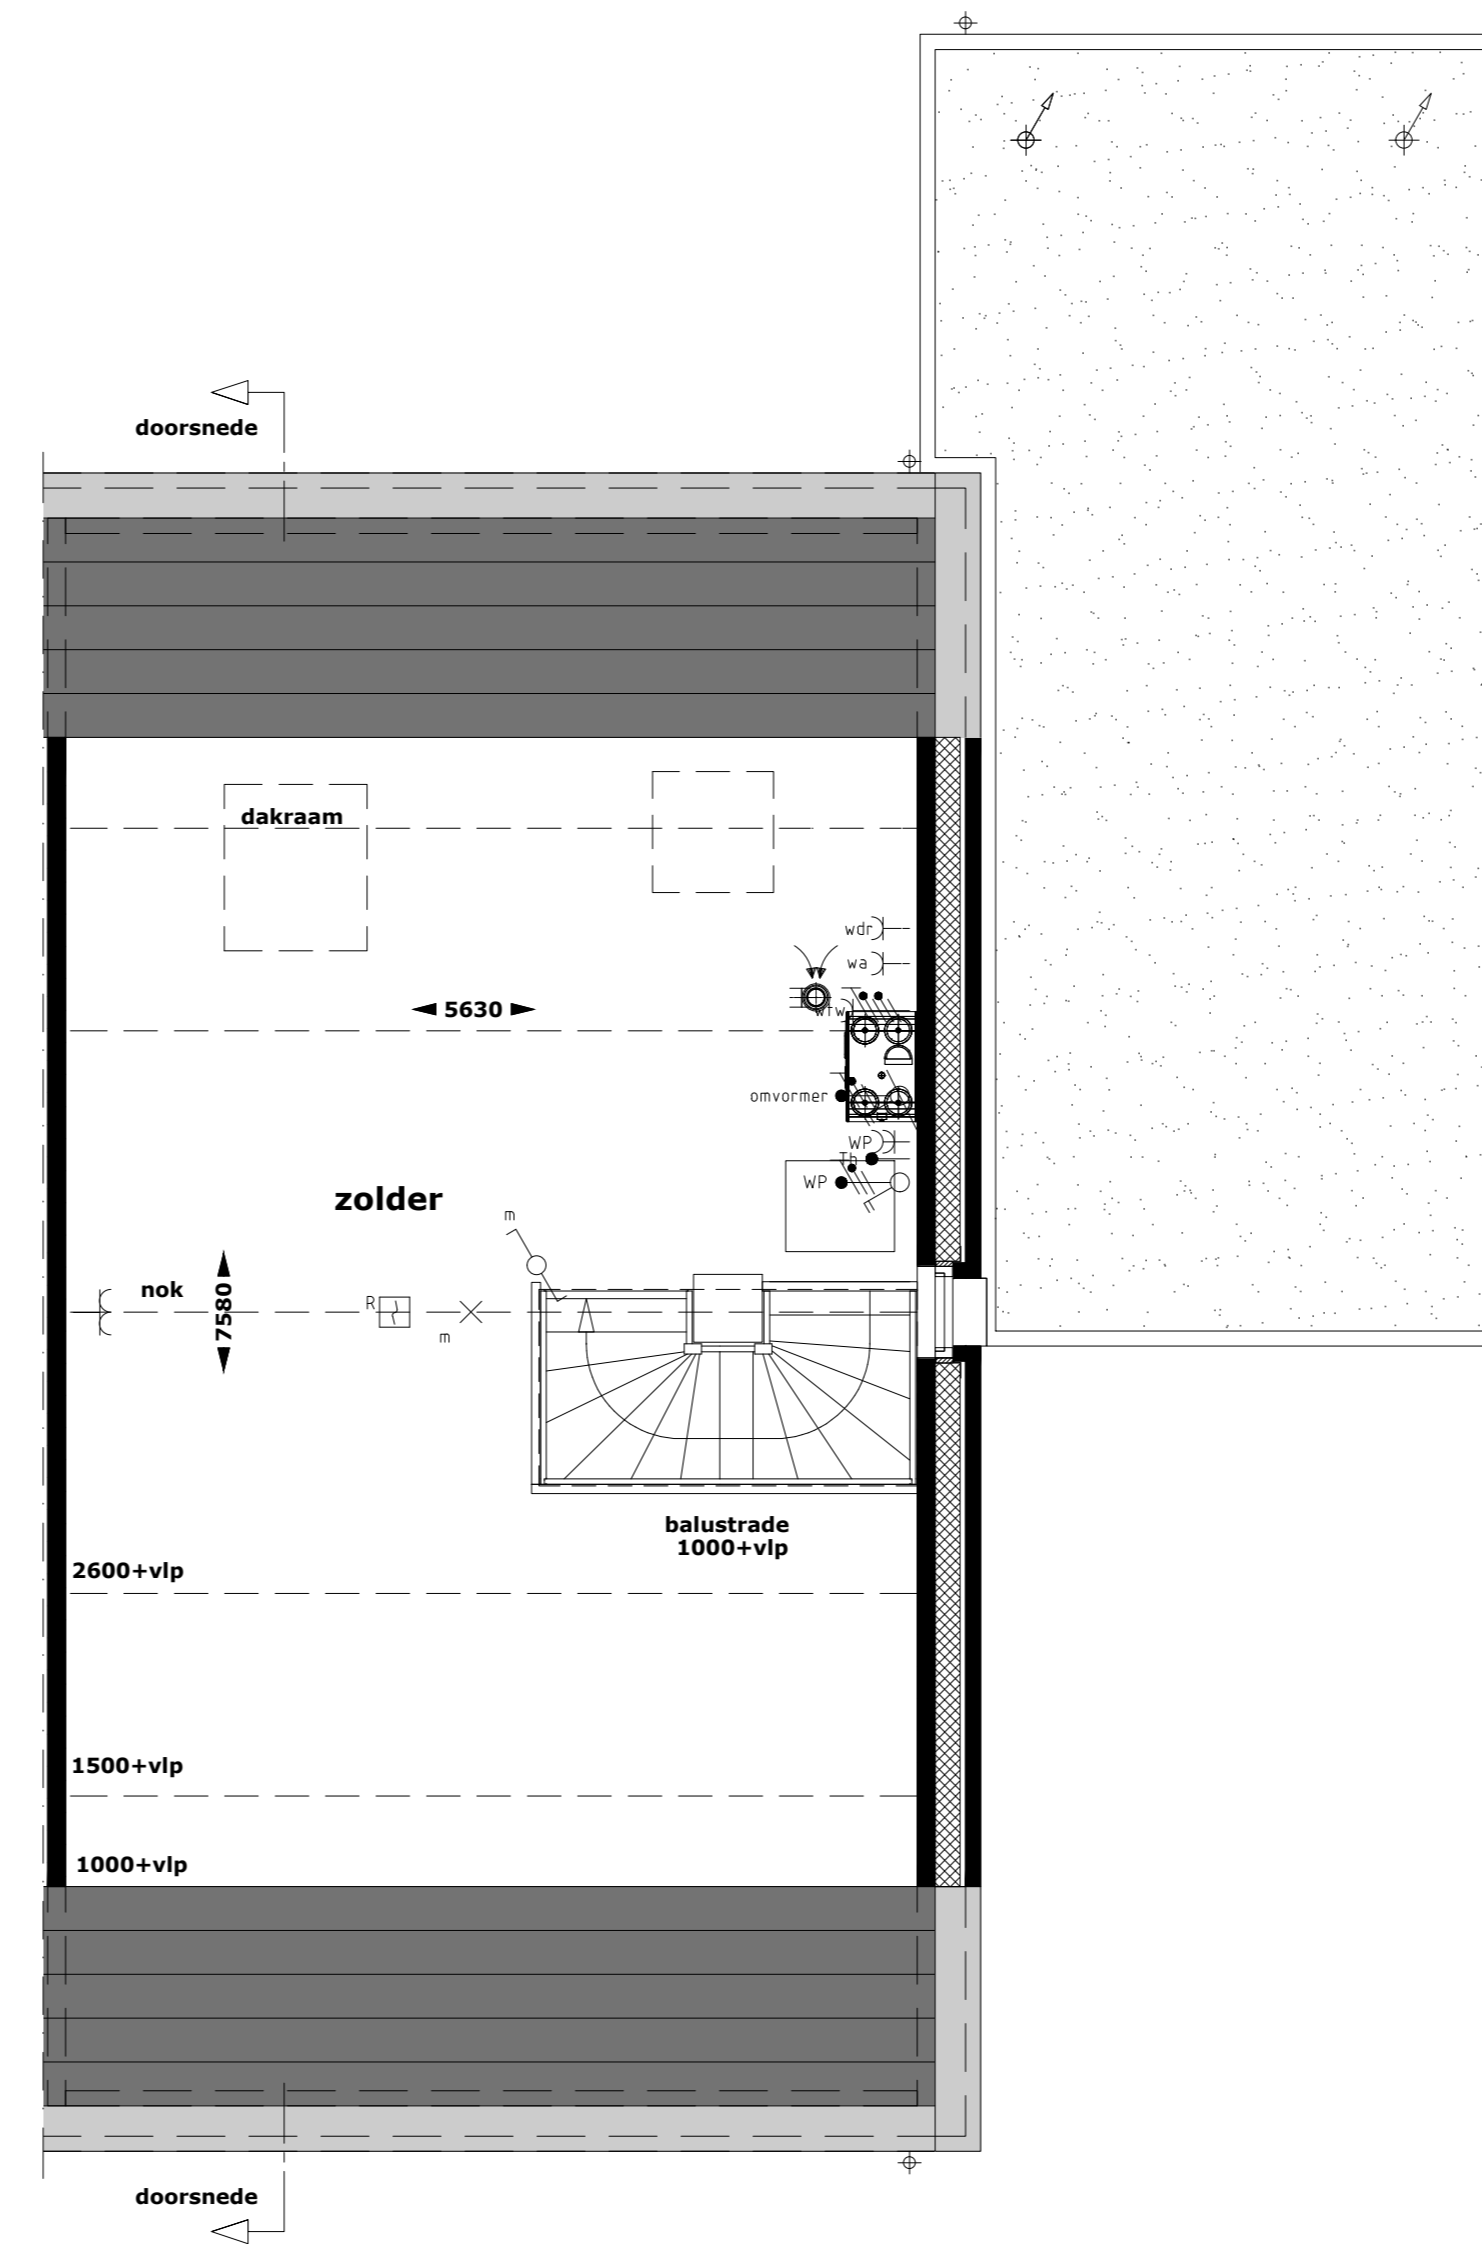 doorsnede
dakraam
wdr
wa
5630
wtw
omvormer
WP
Th
WP
zolder
m
nok
7580
R
m
balustrade
1000+vlp
2600+vlp
1500+vlp
1000+vlp
doorsnede